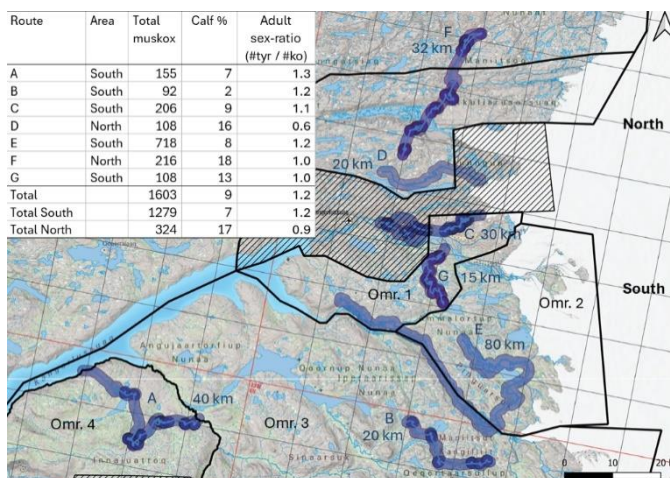 Route Area Total muskox Calf % Adult sex-ratio (#tyr / #ko)
A South 155 7 1.3
B South 92 2 1.2
C South 206 9 1.1
D North 108 16 0.6
E South 718 8 1.2
F North 216 18 1.0
G South 108 13 1.0
Total 1603 9 1.2
Total South 1279 7 1.2
Total North 324 17 0.9
F
32 km
North
D
20 km
C 30 km
G 15 km
South
Omr. 1
Omr. 2
E
80 km
Angujaartorfiup
Nunaa
A
40 km
Omr. 4
Omr. 3
B
20 km
0 10 20